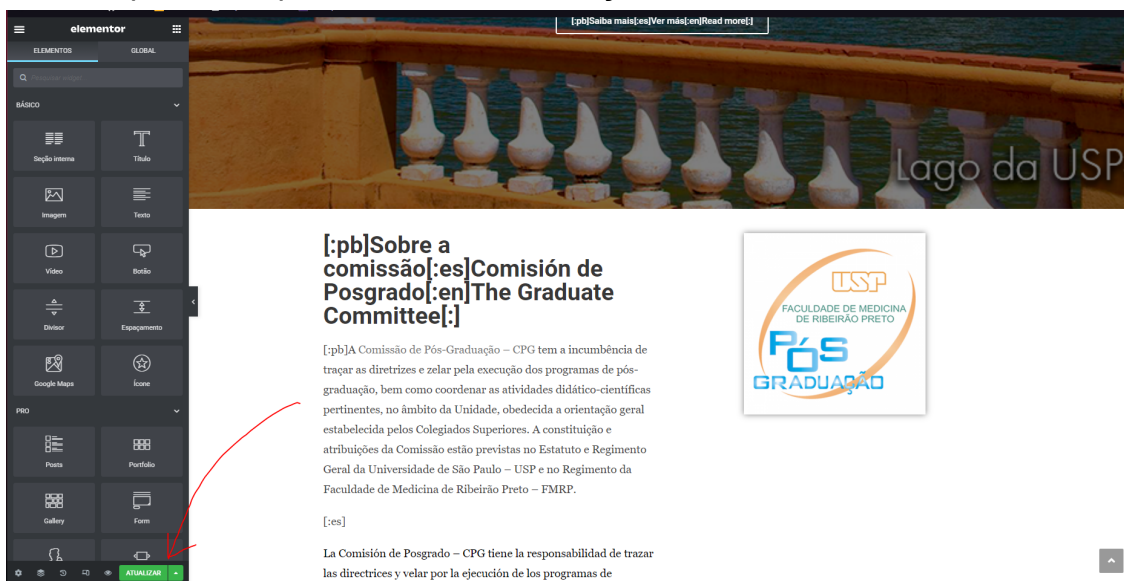 [:pb]Saiba mais[:es]Ver más[:en]Read more[:]
elementor
ELEMENTOS
GLOBAL
Pesquisar widget
BÁSICO
Seção interna
Título
Imagem
Texto
Vídeo
Botão
Divisor
Espaçamento
Google Maps
Ícone
PRO
Posts
Portfolio
Gallery
Form
ATUALIZAR
Lago da USP
[:pb]Sobre a
comissão[:es]Comisión de
Posgrado[:en]The Graduate
Committee[:]
[:pb]A Comissão de Pós-Graduação – CPG tem a incumbência de
traçar as diretrizes e zelar pela execução dos programas de pós-
graduação, bem como coordenar as atividades didático-científicas
pertinentes, no âmbito da Unidade, obedecida a orientação geral
estabelecida pelos Colegiados Superiores. A constituição e
atribuições da Comissão estão previstas no Estatuto e Regimento
Geral da Universidade de São Paulo – USP e no Regimento da
Faculdade de Medicina de Ribeirão Preto – FMRP.
[:es]
La Comisión de Posgrado – CPG tiene la responsabilidad de trazar
las directrices y velar por la ejecución de los programas de
USP
FACULDADE DE MEDICINA
DE RIBEIRÃO PRETO
PÓS
GRADUAÇÃO